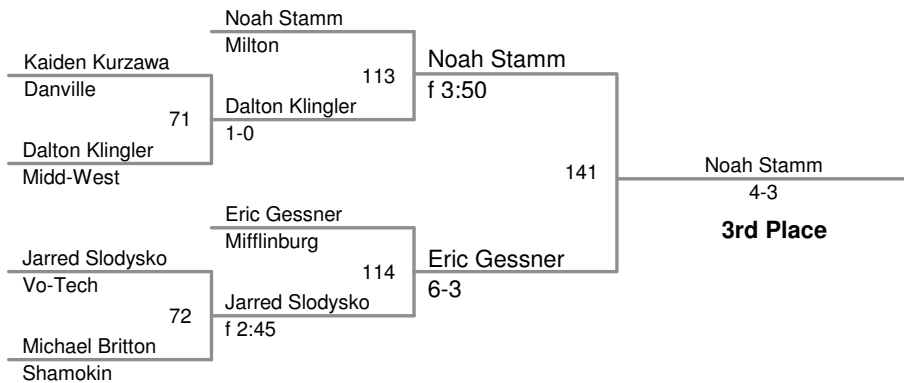 Noah Stamm
Milton
Kaiden Kurzawa
Danville
113
Noah Stamm
f 3:50
71
Dalton Klingler
1-0
Dalton Klingler
Midd-West
141
Noah Stamm
4-3
3rd Place
Eric Gessner
Mifflinburg
Jarred Slodysko
Vo-Tech
114
Eric Gessner
6-3
72
Jarred Slodysko
f 2:45
Michael Britton
Shamokin